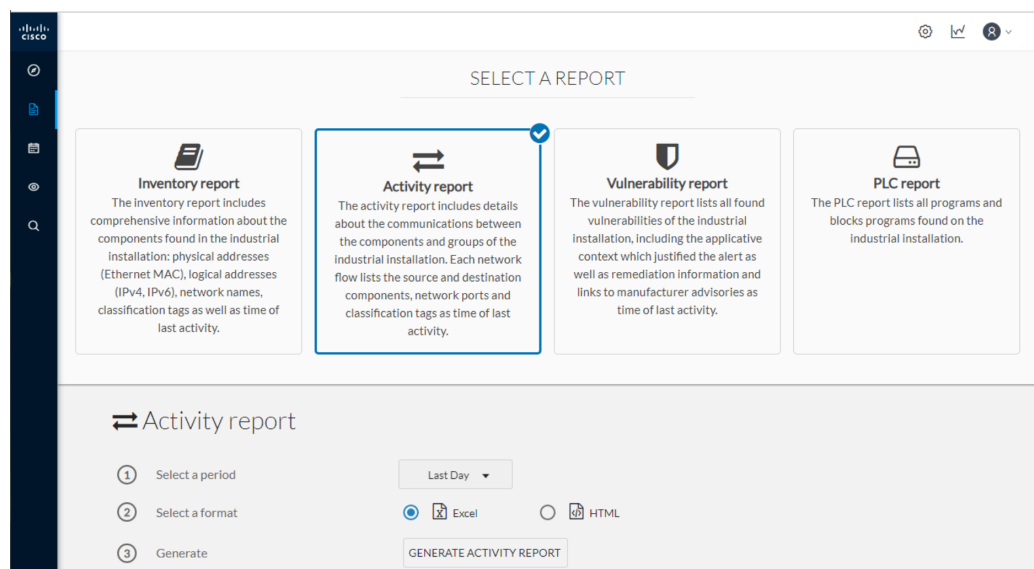 CISCO
SELECT A REPORT
Inventory report
The inventory report includes
comprehensive information about the
components found in the industrial
installation: physical addresses
(Ethernet MAC), logical addresses
(IPv4, IPv6), network names,
classification tags as well as time of
last activity.
Activity report
The activity report includes details
about the communications between
the components and groups of the
industrial installation. Each network
flow lists the source and destination
components, network ports and
classification tags as time of last
activity.
Vulnerability report
The vulnerability report lists all found
vulnerabilities of the industrial
installation, including the applicative
context which justified the alert as
well as remediation information and
links to manufacturer advisories as
time of last activity.
PLC report
The PLC report lists all programs and
blocks programs found on the
industrial installation.
Activity report
1 Select a period Last Day
2 Select a format Excel HTML
3 Generate GENERATE ACTIVITY REPORT